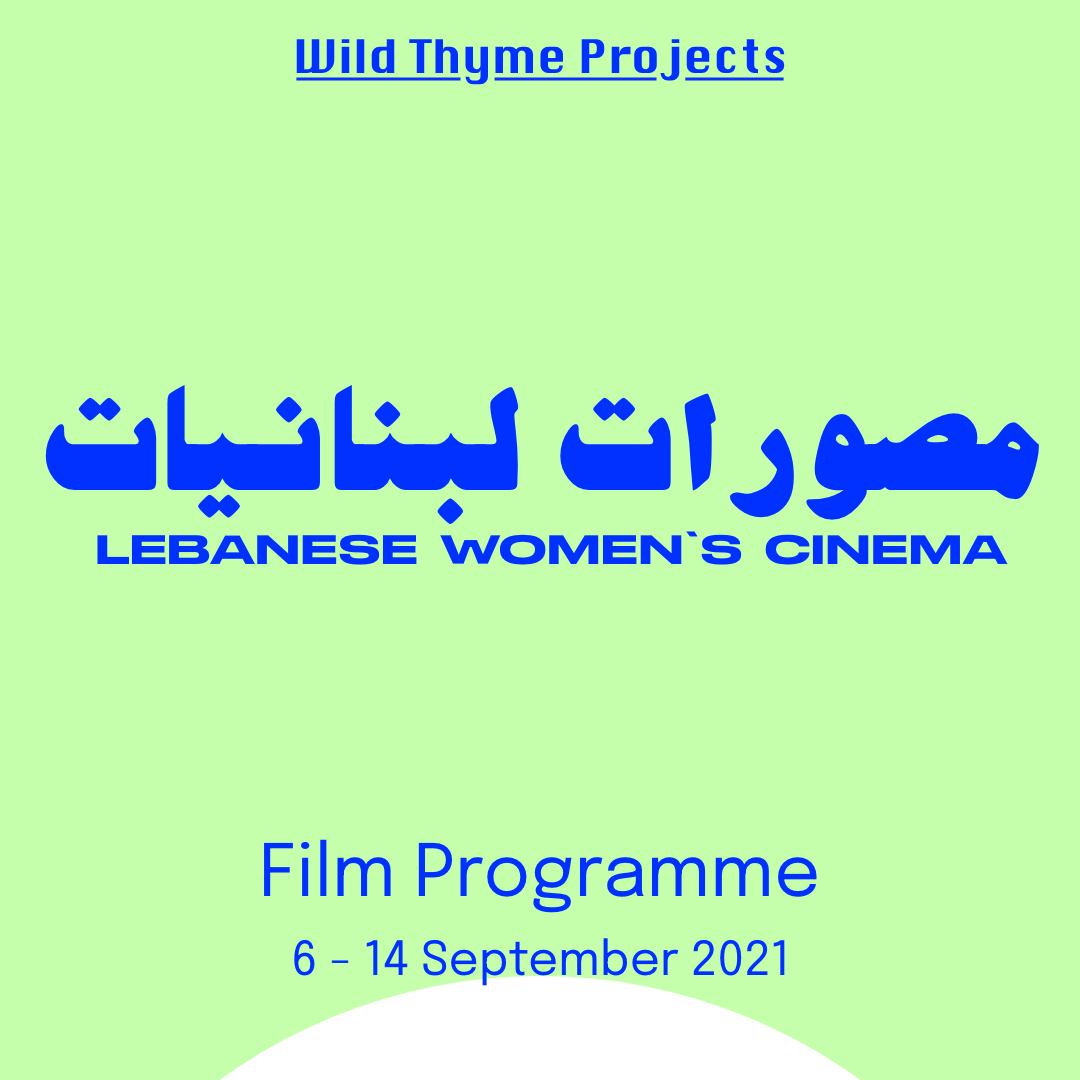 Wild Thyme Projects
مصورات لبنانيات
LEBANESE WOMEN`S CINEMA
Film Programme
6 – 14 September 2021